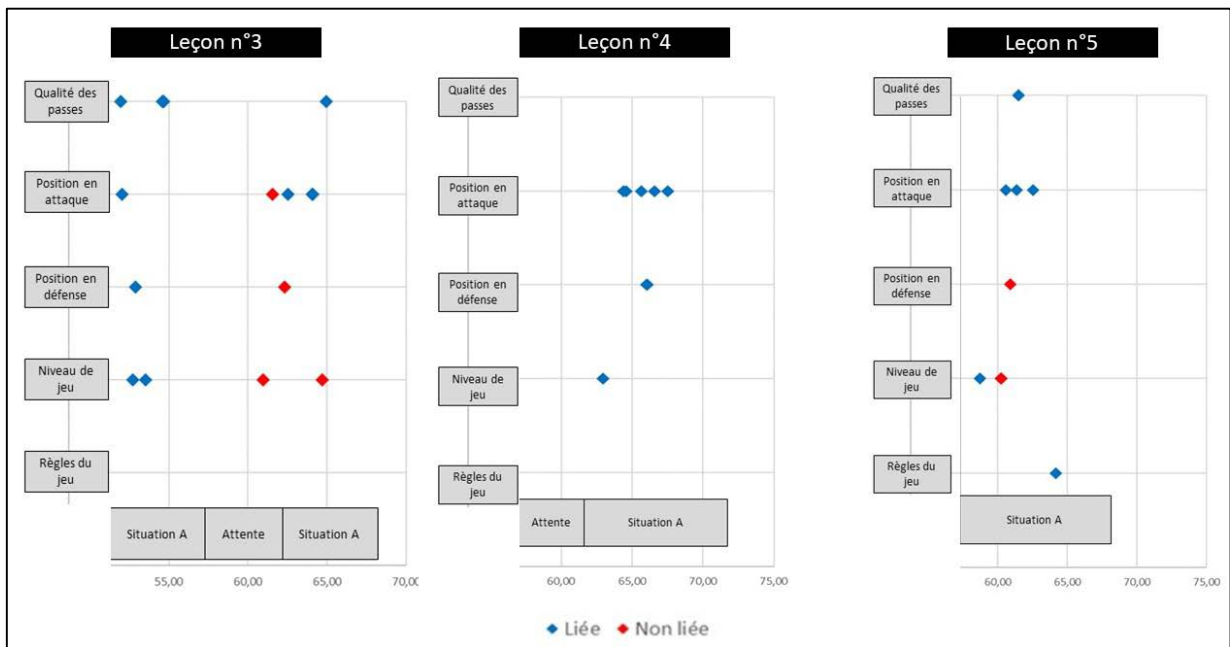 Leçon n°3
Qualité des
passes
Position en
attaque
Position en
défense
Niveau de
jeu
Règles du
jeu
Situation A
Attente
Situation A
55,00
60,00
65,00
70,00
Leçon n°4
Qualité des
passes
Position en
attaque
Position en
défense
Niveau de
jeu
Règles du
jeu
Attente
Situation A
60,00
65,00
70,00
75,00
Leçon n°5
Qualité des
passes
Position en
attaque
Position en
défense
Niveau de
jeu
Règles du
jeu
Situation A
60,00
65,00
70,00
75,00
Liée
Non liée